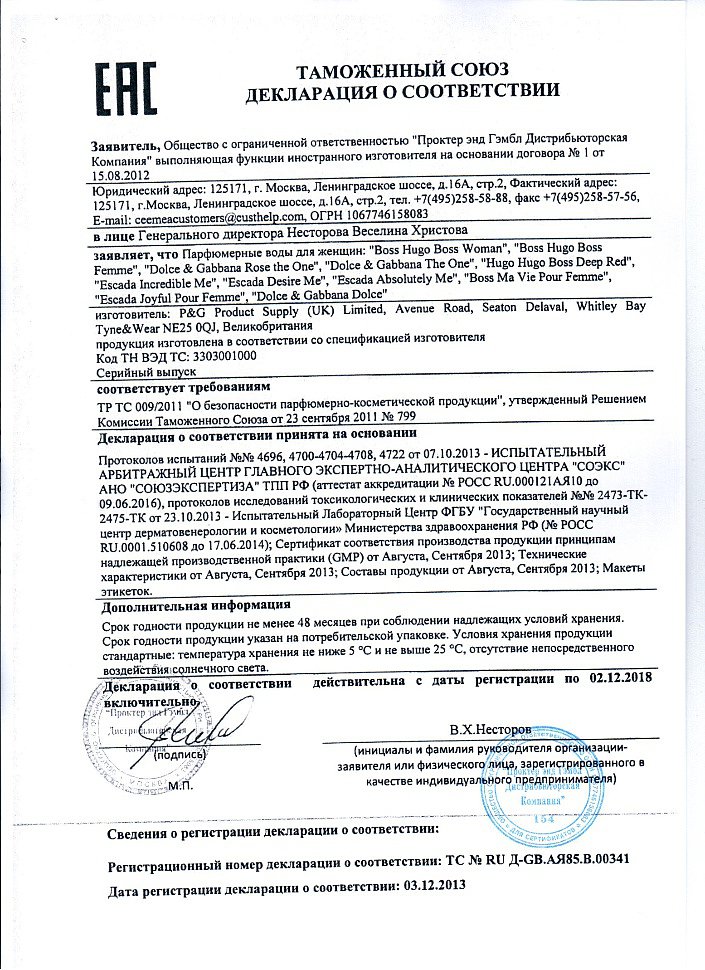 ЕАС
ТАМОЖЕННЫЙ СОЮЗ
ДЕКЛАРАЦИЯ О СООТВЕТСТВИИ
Заявитель, Общество с ограниченной ответственностью "Проктер энд Гэмбл Дистрибьюторская
Компания" выполняющая функции иностранного изготовителя на основании договора № 1 от
15.08.2012
Юридический адрес: 125171, г. Москва, Ленинградское шоссе, д.16А, стр.2, Фактический адрес:
125171, г.Москва, Ленинградское шоссе, д.16А, стр.2, тел. +7(495)258-58-88, факс +7(495)258-57-56,
E-mail: ceemeacustomers@custhelp.com, ОГРН 1067746158083
в лице Генерального директора Несторова Веселина Христова
заявляет, что Парфюмерные воды для женщин: "Boss Hugo Boss Woman", "Boss Hugo Boss
Femme", "Dolce & Gabbana Rose the One", "Dolce & Gabbana The One", "Hugo Hugo Boss Deep Red",
"Escada Incredible Me", "Escada Desire Me", "Escada Absolutely Me", "Boss Ma Vie Pour Femme",
"Escada Joyful Pour Femme", "Dolce & Gabbana Dolce"
изготовитель: P&G Product Supply (UK) Limited, Avenue Road, Seaton Delaval, Whitley Bay
Tyne&Wear NE25 0QJ, Великобритания
продукция изготовлена в соответствии со спецификацией изготовителя
Код ТН ВЭД ТС: 3303001000
Серийный выпуск
соответствует требованиям
ТР ТС 009/2011 "О безопасности парфюмерно-косметической продукции", утвержденный Решением
Комиссии Таможенного Союза от 23 сентября 2011 № 799
Декларация о соответствии принята на основании
Протоколов испытаний №№ 4696, 4700-4704-4708, 4722 от 07.10.2013 - ИСПЫТАТЕЛЬНЫЙ
АРБИТРАЖНЫЙ ЦЕНТР ГЛАВНОГО ЭКСПЕРТНО-АНАЛИТИЧЕСКОГО ЦЕНТРА "СОЭКС"
АНО "СОЮЗЭКСПЕРТИЗА" ТПП РФ (аттестат аккредитации № РОСС RU.000121АЯ10 до
09.06.2016), протоколов исследований токсикологических и клинических показателей №№ 2473-ТК-
2475-ТК от 23.10.2013 - Испытательный Лабораторный Центр ФГБУ "Государственный научный
центр дерматовенерологии и косметологии» Министерства здравоохранения РФ (№ РОСС
RU.0001.510608 до 17.06.2014); Сертификат соответствия производства продукции принципам
надлежащей производственной практики (GMP) от Августа, Сентября 2013; Технические
характеристики от Августа, Сентября 2013; Составы продукции от Августа, Сентября 2013; Макеты
этикеток.
Дополнительная информация
Срок годности продукции не менее 48 месяцев при соблюдении надлежащих условий хранения.
Срок годности продукции указан на потребительской упаковке. Условия хранения продукции
стандартные: температура хранения не ниже 5 °С и не выше 25 °С, отсутствие непосредственного
воздействия солнечного света.
Декларация о соответствии действительна с даты регистрации по 02.12.2018
включительно
"Проктер энд Гэмбл
Дистрибьюторская
Компания"
(подпись)
М.П.
В.Х.Несторов
(инициалы и фамилия руководителя организации-
заявителя или физического лица, зарегистрированного в
качестве индивидуального предпринимателя)
"Проктер энд Гэмбл
Дистрибьюторская
Компания"
154
ДЛЯ СЕРТИФИКАТОВ
Сведения о регистрации декларации о соответствии:
Регистрационный номер декларации о соответствии: ТС № RU Д-GB.АЯ85.В.00341
Дата регистрации декларации о соответствии: 03.12.2013